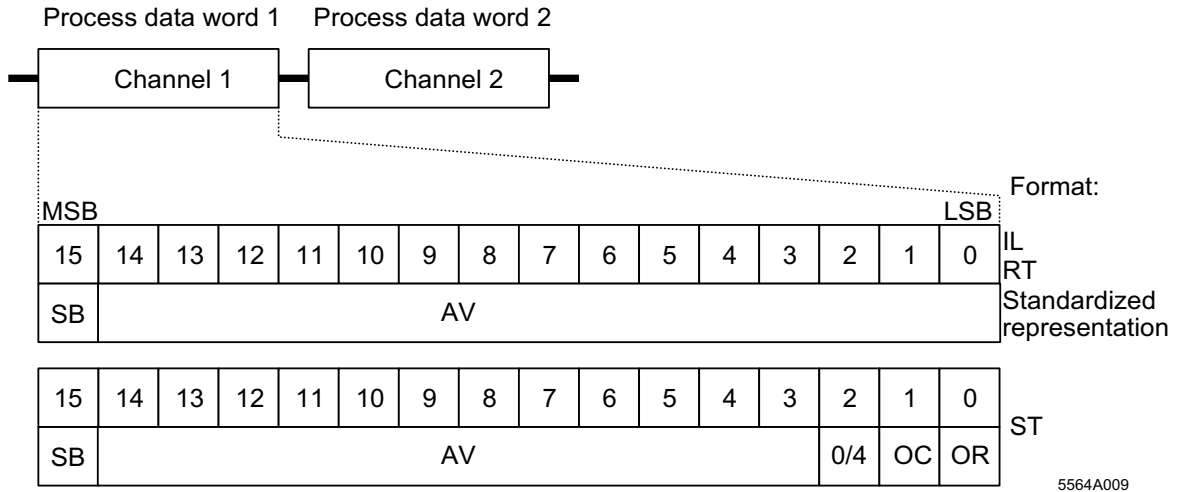 Process data word 1 Process data word 2
Channel 1 Channel 2
Format:
MSB LSB
15 14 13 12 11 10 9 8 7 6 5 4 3 2 1 0
IL
RT
SB AV
Standardized
representation
15 14 13 12 11 10 9 8 7 6 5 4 3 2 1 0
ST
SB AV 0/4 OC OR
5564A009